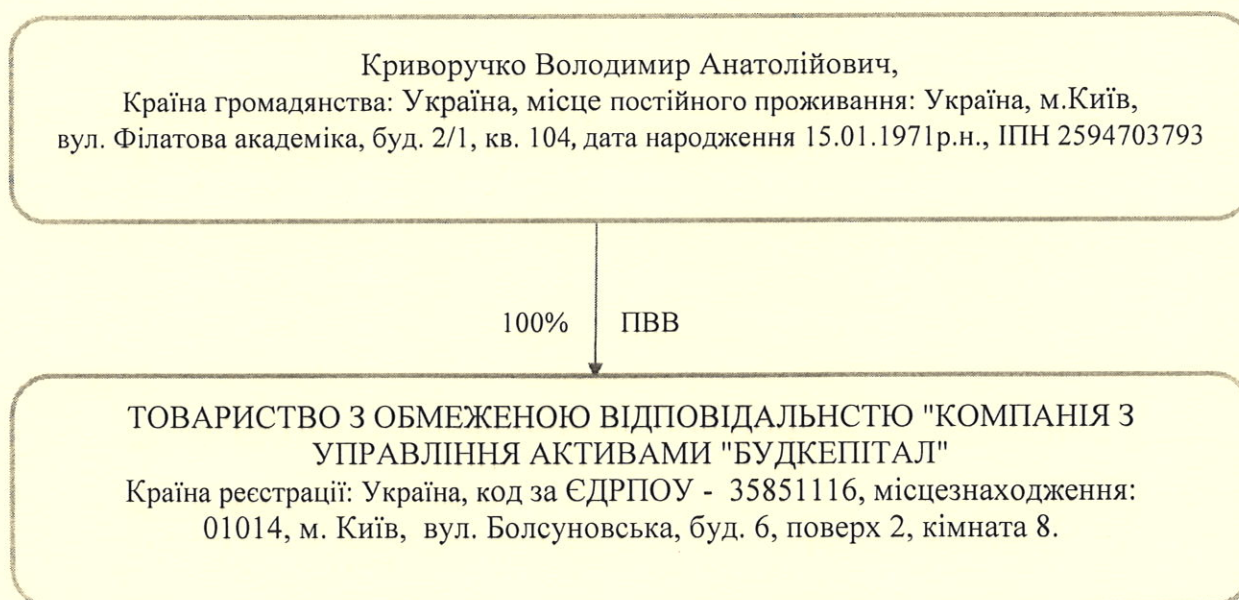 Криворучко Володимир Анатолійович,
Країна громадянства: Україна, місце постійного проживання: Україна, м.Київ,
вул. Філатова академіка, буд. 2/1, кв. 104, дата народження 15.01.1971р.н., ІПН 2594703793
100% ПВВ
ТОВАРИСТВО З ОБМЕЖЕНОЮ ВІДПОВІДАЛЬНСТЮ "КОМПАНІЯ З
УПРАВЛІННЯ АКТИВАМИ "БУДКЕПІТАЛ"
Країна реєстрації: Україна, код за ЄДРПОУ - 35851116, місцезнаходження:
01014, м. Київ, вул. Болсуновська, буд. 6, поверх 2, кімната 8.